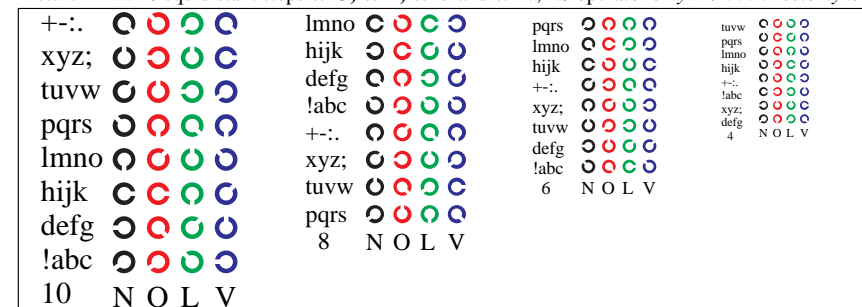 +-:.
xyz;
tuvw
pqrs
lmno
hijk
defg
!abc
10 N O L V
lmno
hijk
defg
!abc
+-:.
xyz;
tuvw
pqrs
8 N O L V
pqrs
lmno
hijk
+-:.
xyz;
tuvw
defg
!abc
6 N O L V
tuvw
pqrs
lmno
hijk
+-:.
!abc
xyz;
defg
4 N O L V